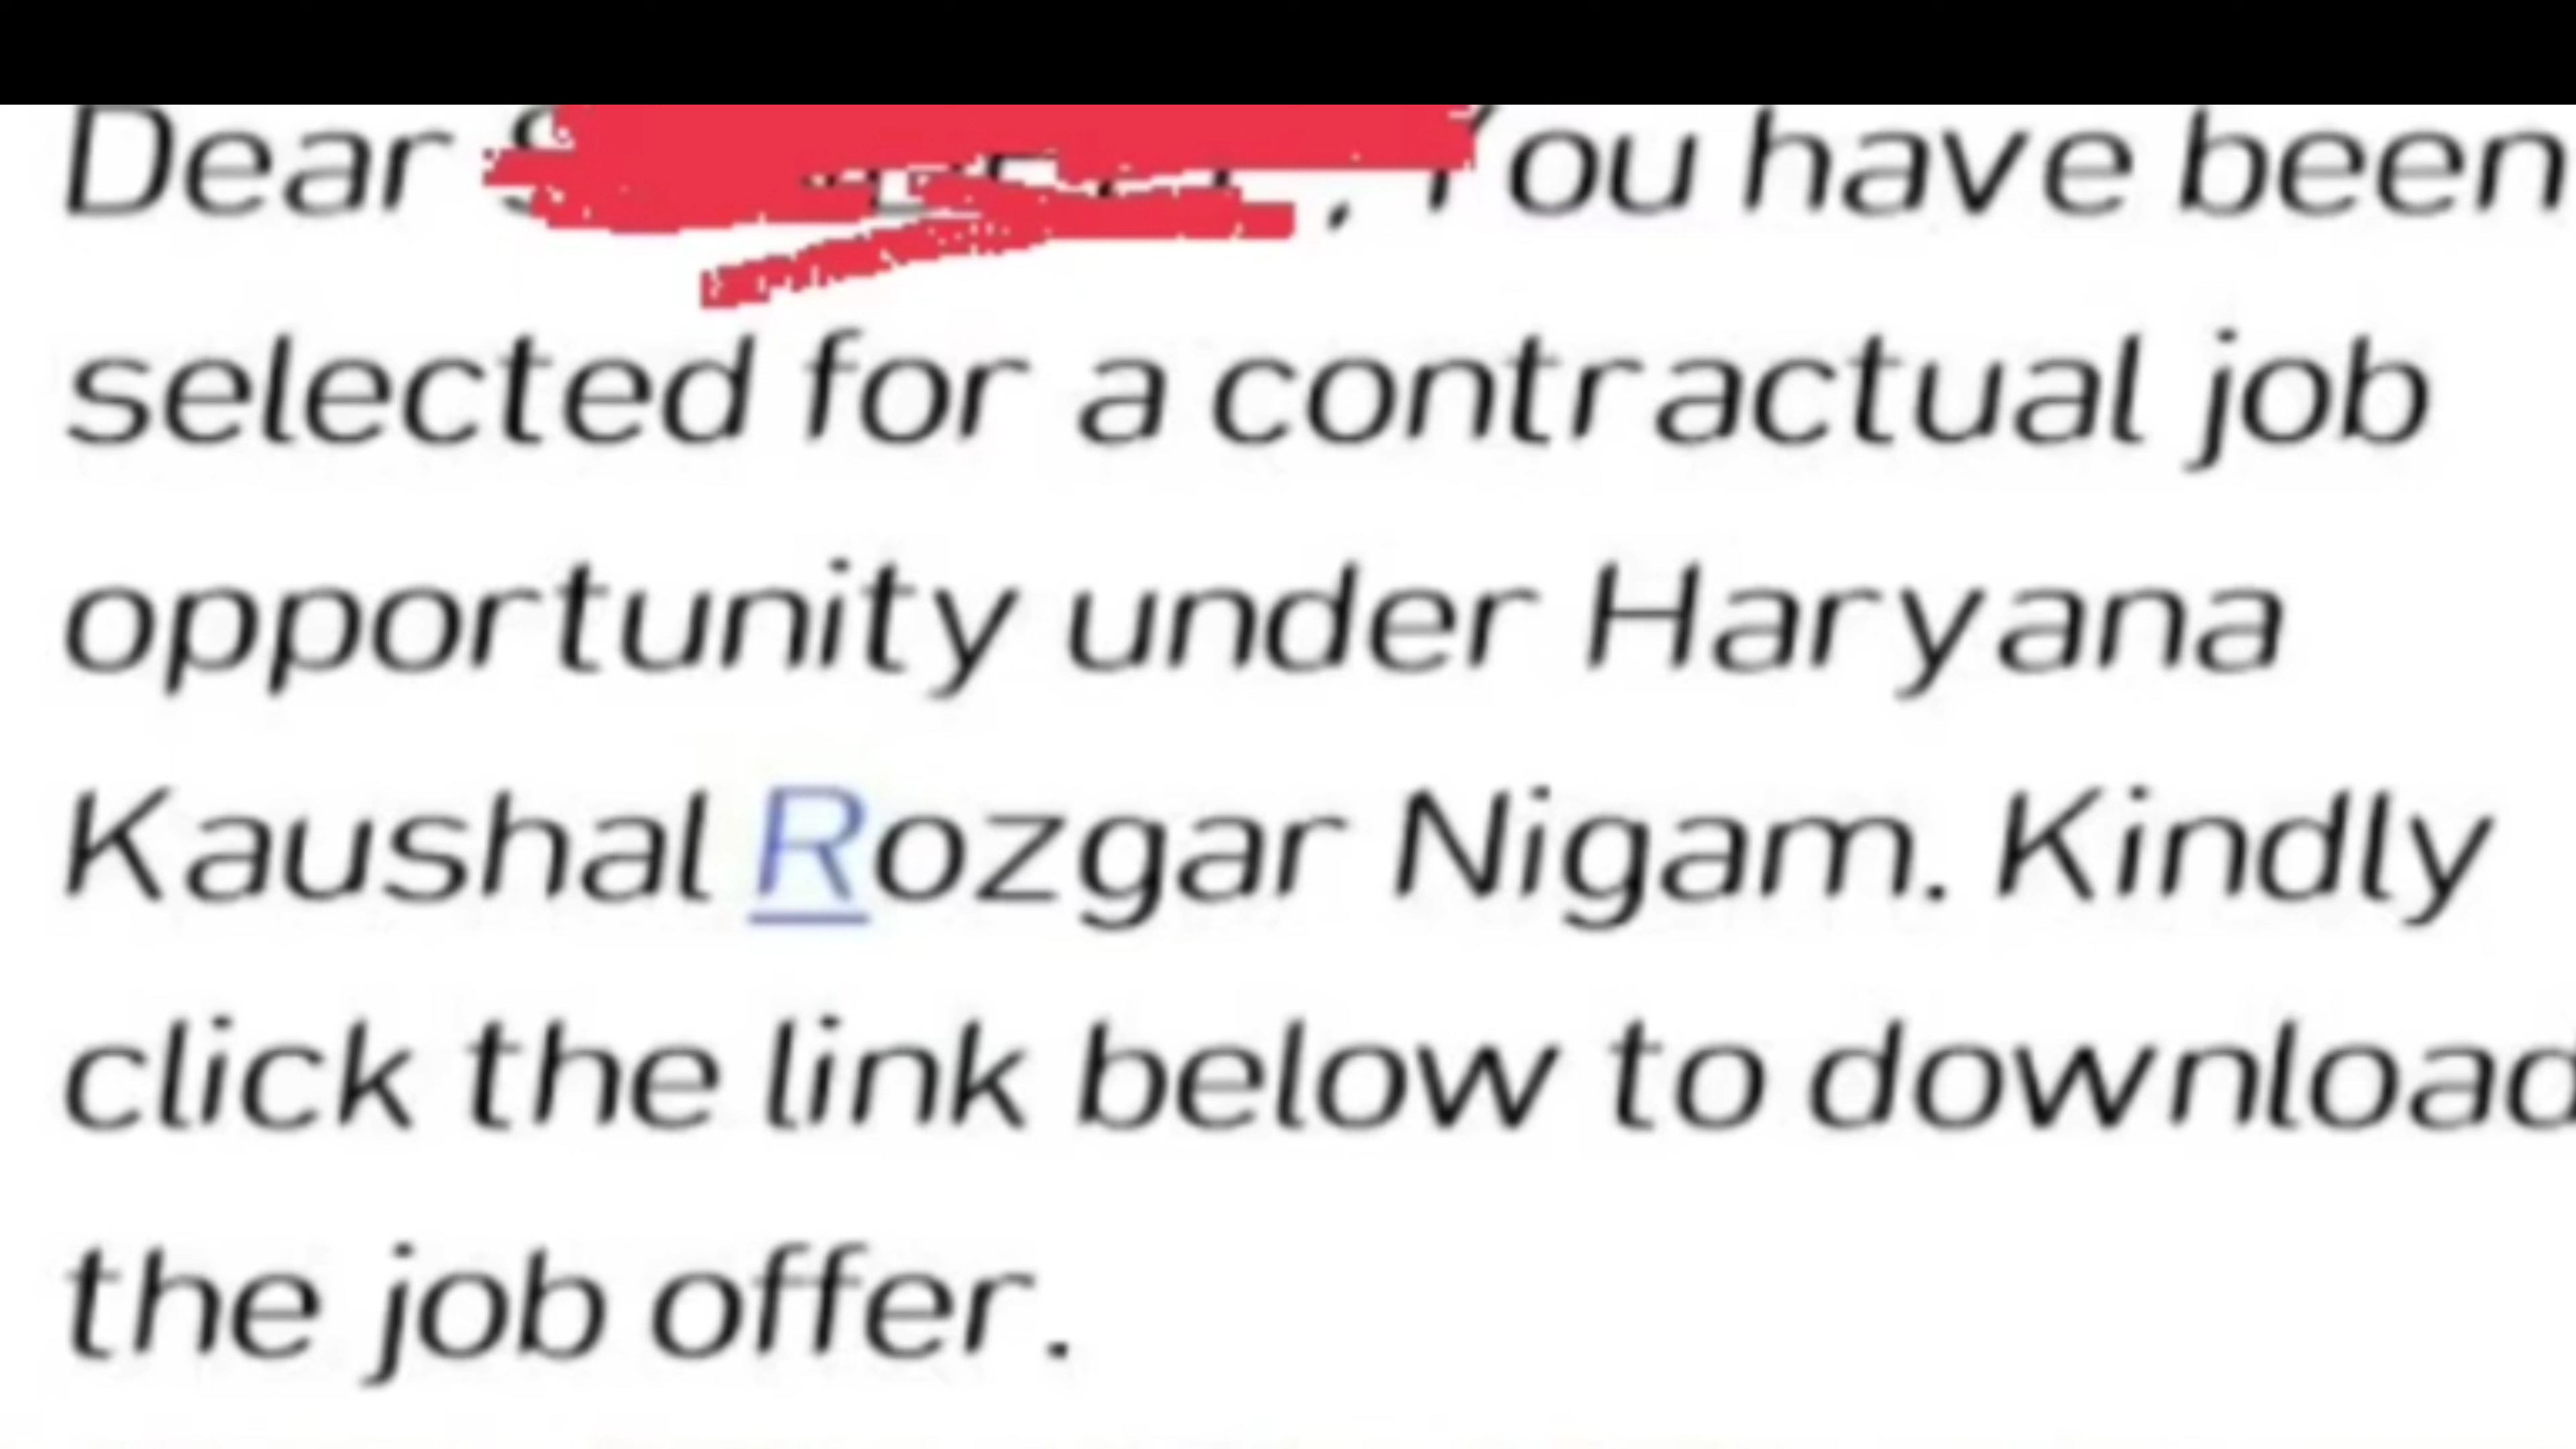 Dear , You have been
selected for a contractual job
opportunity under Haryana
Kaushal Rozgar Nigam. Kindly
click the link below to download
the job offer.